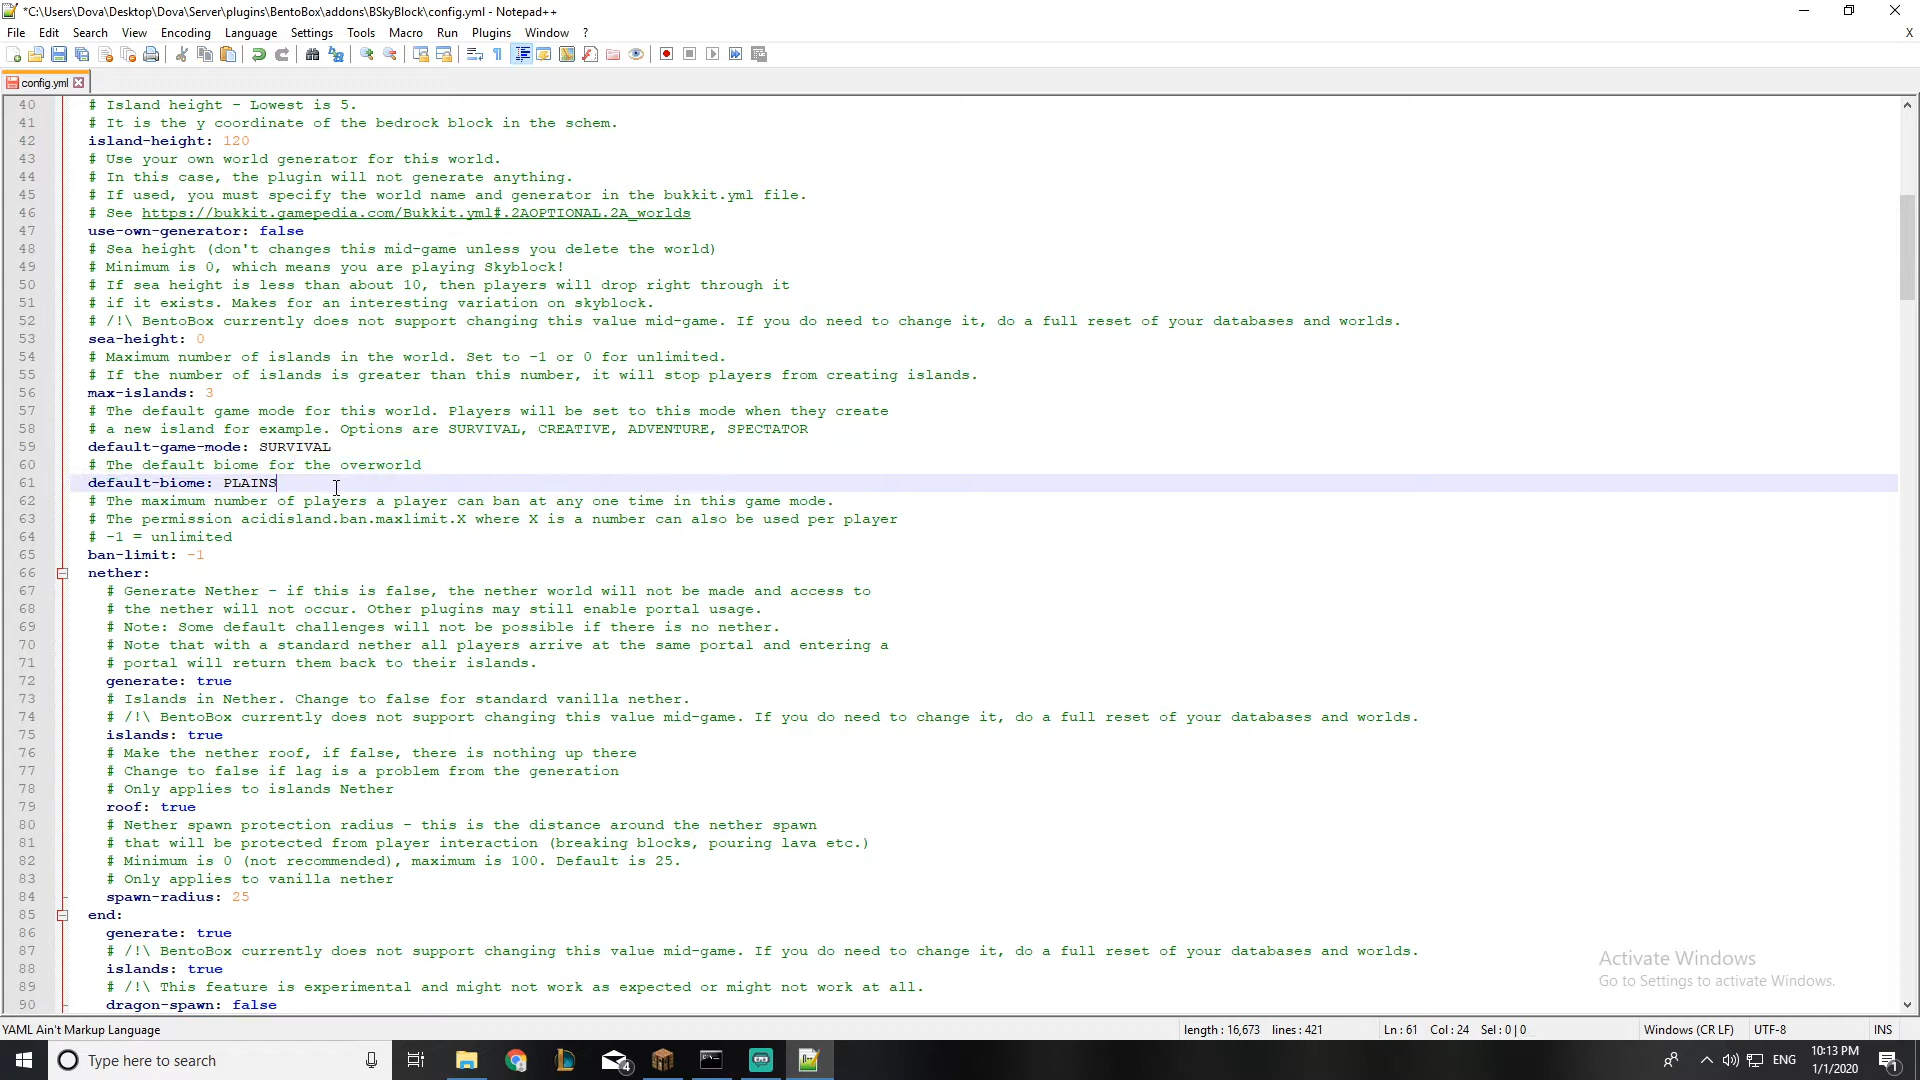 *C:\Users\Dova\Desktop\Dova\Server\plugins\BentoBox\addons\BSkyBlock\config.yml - Notepad++
File Edit Search View Encoding Language Settings Tools Macro Run Plugins Window ? X
config.yml
40 # Island height - Lowest is 5.
41 # It is the y coordinate of the bedrock block in the schem.
42 island-height: 120
43 # Use your own world generator for this world.
44 # In this case, the plugin will not generate anything.
45 # If used, you must specify the world name and generator in the bukkit.yml file.
46 # See https://bukkit.gamepedia.com/Bukkit.yml#.2AOPTIONAL.2A_worlds
47 use-own-generator: false
48 # Sea height (don't changes this mid-game unless you delete the world)
49 # Minimum is 0, which means you are playing Skyblock!
50 # If sea height is less than about 10, then players will drop right through it
51 # if it exists. Makes for an interesting variation on skyblock.
52 # /!\ BentoBox currently does not support changing this value mid-game. If you do need to change it, do a full reset of your databases and worlds.
53 sea-height: 0
54 # Maximum number of islands in the world. Set to -1 or 0 for unlimited.
55 # If the number of islands is greater than this number, it will stop players from creating islands.
56 max-islands: 3
57 # The default game mode for this world. Players will be set to this mode when they create
58 # a new island for example. Options are SURVIVAL, CREATIVE, ADVENTURE, SPECTATOR
59 default-game-mode: SURVIVAL
60 # The default biome for the overworld
61 default-biome: PLAINS
62 # The maximum number of players a player can ban at any one time in this game mode.
63 # The permission acidisland.ban.maxlimit.X where X is a number can also be used per player
64 # -1 = unlimited
65 ban-limit: -1
66 nether:
67 # Generate Nether - if this is false, the nether world will not be made and access to
68 # the nether will not occur. Other plugins may still enable portal usage.
69 # Note: Some default challenges will not be possible if there is no nether.
70 # Note that with a standard nether all players arrive at the same portal and entering a
71 # portal will return them back to their islands.
72 generate: true
73 # Islands in Nether. Change to false for standard vanilla nether.
74 # /!\ BentoBox currently does not support changing this value mid-game. If you do need to change it, do a full reset of your databases and worlds.
75 islands: true
76 # Make the nether roof, if false, there is nothing up there
77 # Change to false if lag is a problem from the generation
78 # Only applies to islands Nether
79 roof: true
80 # Nether spawn protection radius - this is the distance around the nether spawn
81 # that will be protected from player interaction (breaking blocks, pouring lava etc.)
82 # Minimum is 0 (not recommended), maximum is 100. Default is 25.
83 # Only applies to vanilla nether
84 spawn-radius: 25
85 end:
86 generate: true
87 # /!\ BentoBox currently does not support changing this value mid-game. If you do need to change it, do a full reset of your databases and worlds.
88 islands: true
89 # /!\ This feature is experimental and might not work as expected or might not work at all.
90 dragon-spawn: false
Activate Windows
Go to Settings to activate Windows.
YAML Ain't Markup Language length : 16,673 lines : 421 Ln : 61 Col : 24 Sel : 0 | 0 Windows (CR LF) UTF-8 INS
Type here to search 4 ENG 10:13 PM 1
1/1/2020